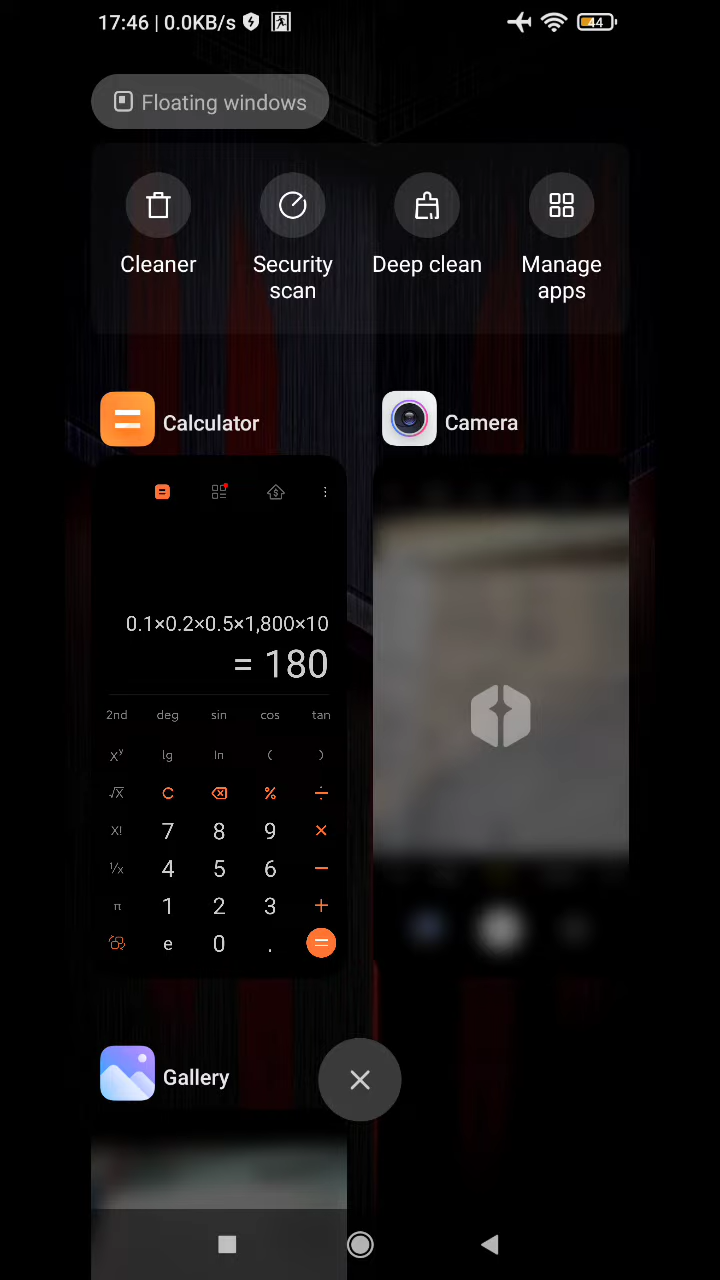 17:46 | 0.0KB/s 44
Floating windows
Cleaner
Security scan
Deep clean
Manage apps
Calculator
Camera
0.1×0.2×0.5×1,800×10
= 180
2nd deg sin cos tan
Xʸ lg ln ( )
√x C % ÷
X! 7 8 9 ×
¹/x 4 5 6 −
π 1 2 3 +
e 0 . =
Gallery